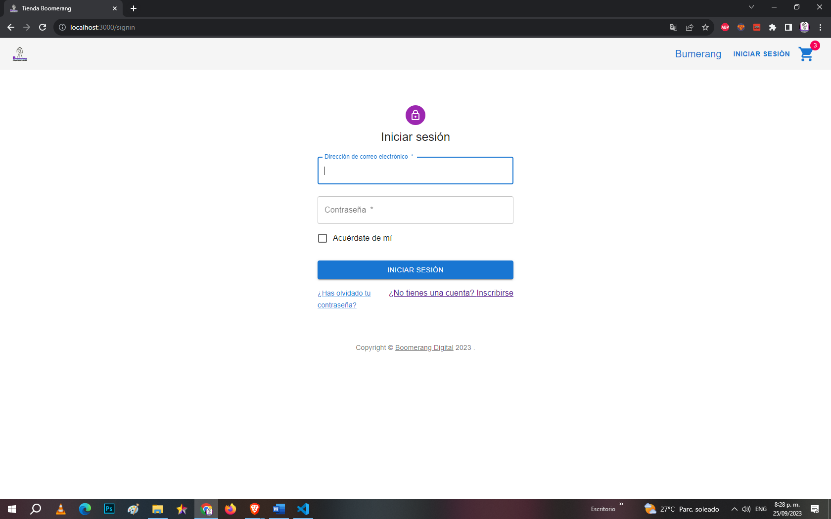 Tienda Boomerang
localhost:3000/signin
Bumerang
INICIAR SESIÓN
3
Iniciar sesión
Dirección de correo electrónico *
Contraseña *
Acuérdate de mí
INICIAR SESIÓN
¿Has olvidado tu
contraseña?
¿No tienes una cuenta? Inscribirse
Copyright © Boomerang Digital 2023 .
Escritorio
27°C Parc. soleado
ENG
8:28 p. m.
25/09/2023